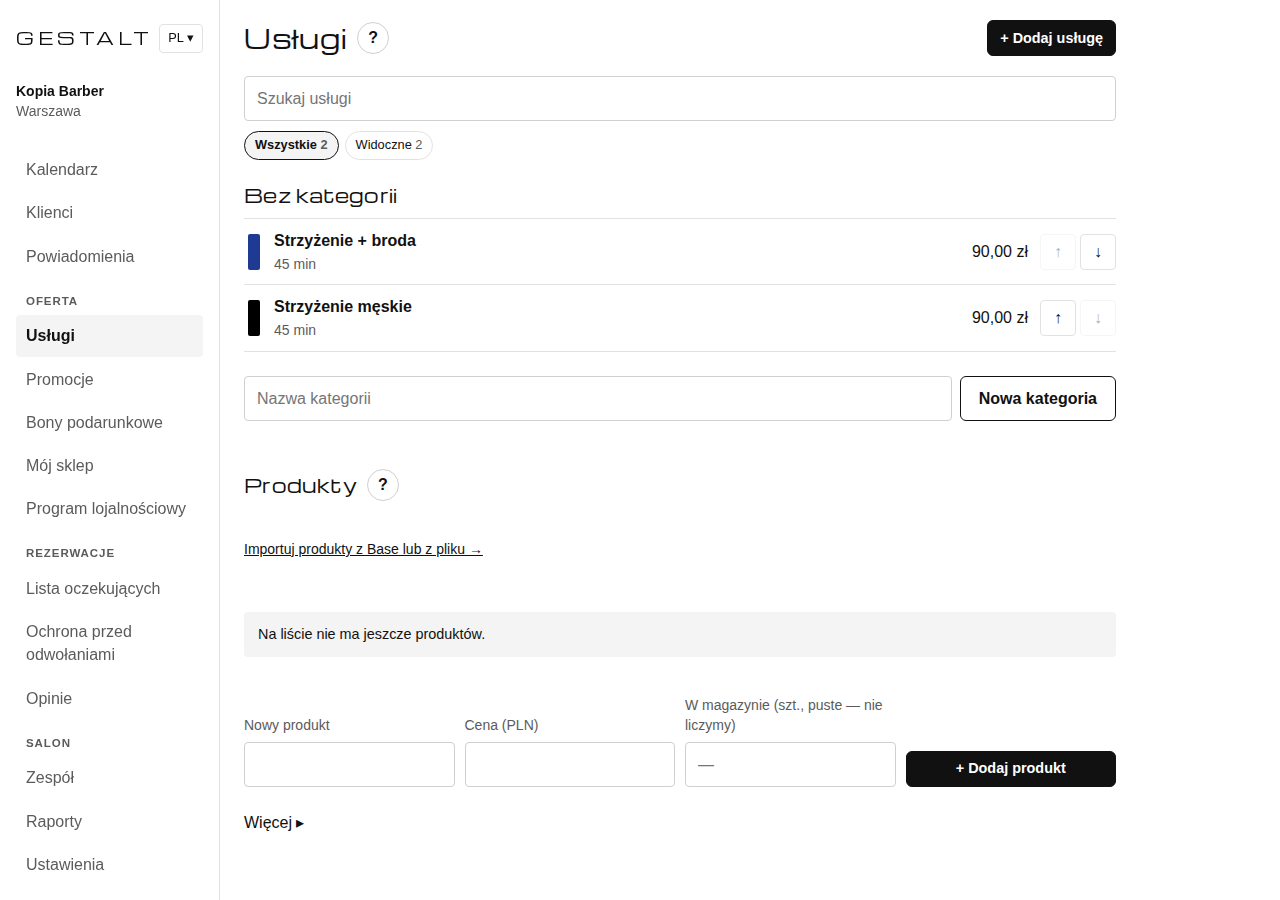 GESTALT
PL ▾
Kopia Barber
Warszawa
Kalendarz
Klienci
Powiadomienia
OFERTA
Usługi
Promocje
Bony podarunkowe
Mój sklep
Program lojalnościowy
REZERWACJE
Lista oczekujących
Ochrona przed
odwołaniami
Opinie
SALON
Zespół
Raporty
Ustawienia
Usługi ?
+ Dodaj usługę
Szukaj usługi
Wszystkie 2
Widoczne 2
Bez kategorii
Strzyżenie + broda
45 min
90,00 zł ↑ ↓
Strzyżenie męskie
45 min
90,00 zł ↑ ↓
Nazwa kategorii
Nowa kategoria
Produkty ?
Importuj produkty z Base lub z pliku →
Na liście nie ma jeszcze produktów.
Nowy produkt
Cena (PLN)
W magazynie (szt., puste — nie
liczymy)
—
+ Dodaj produkt
Więcej ▸